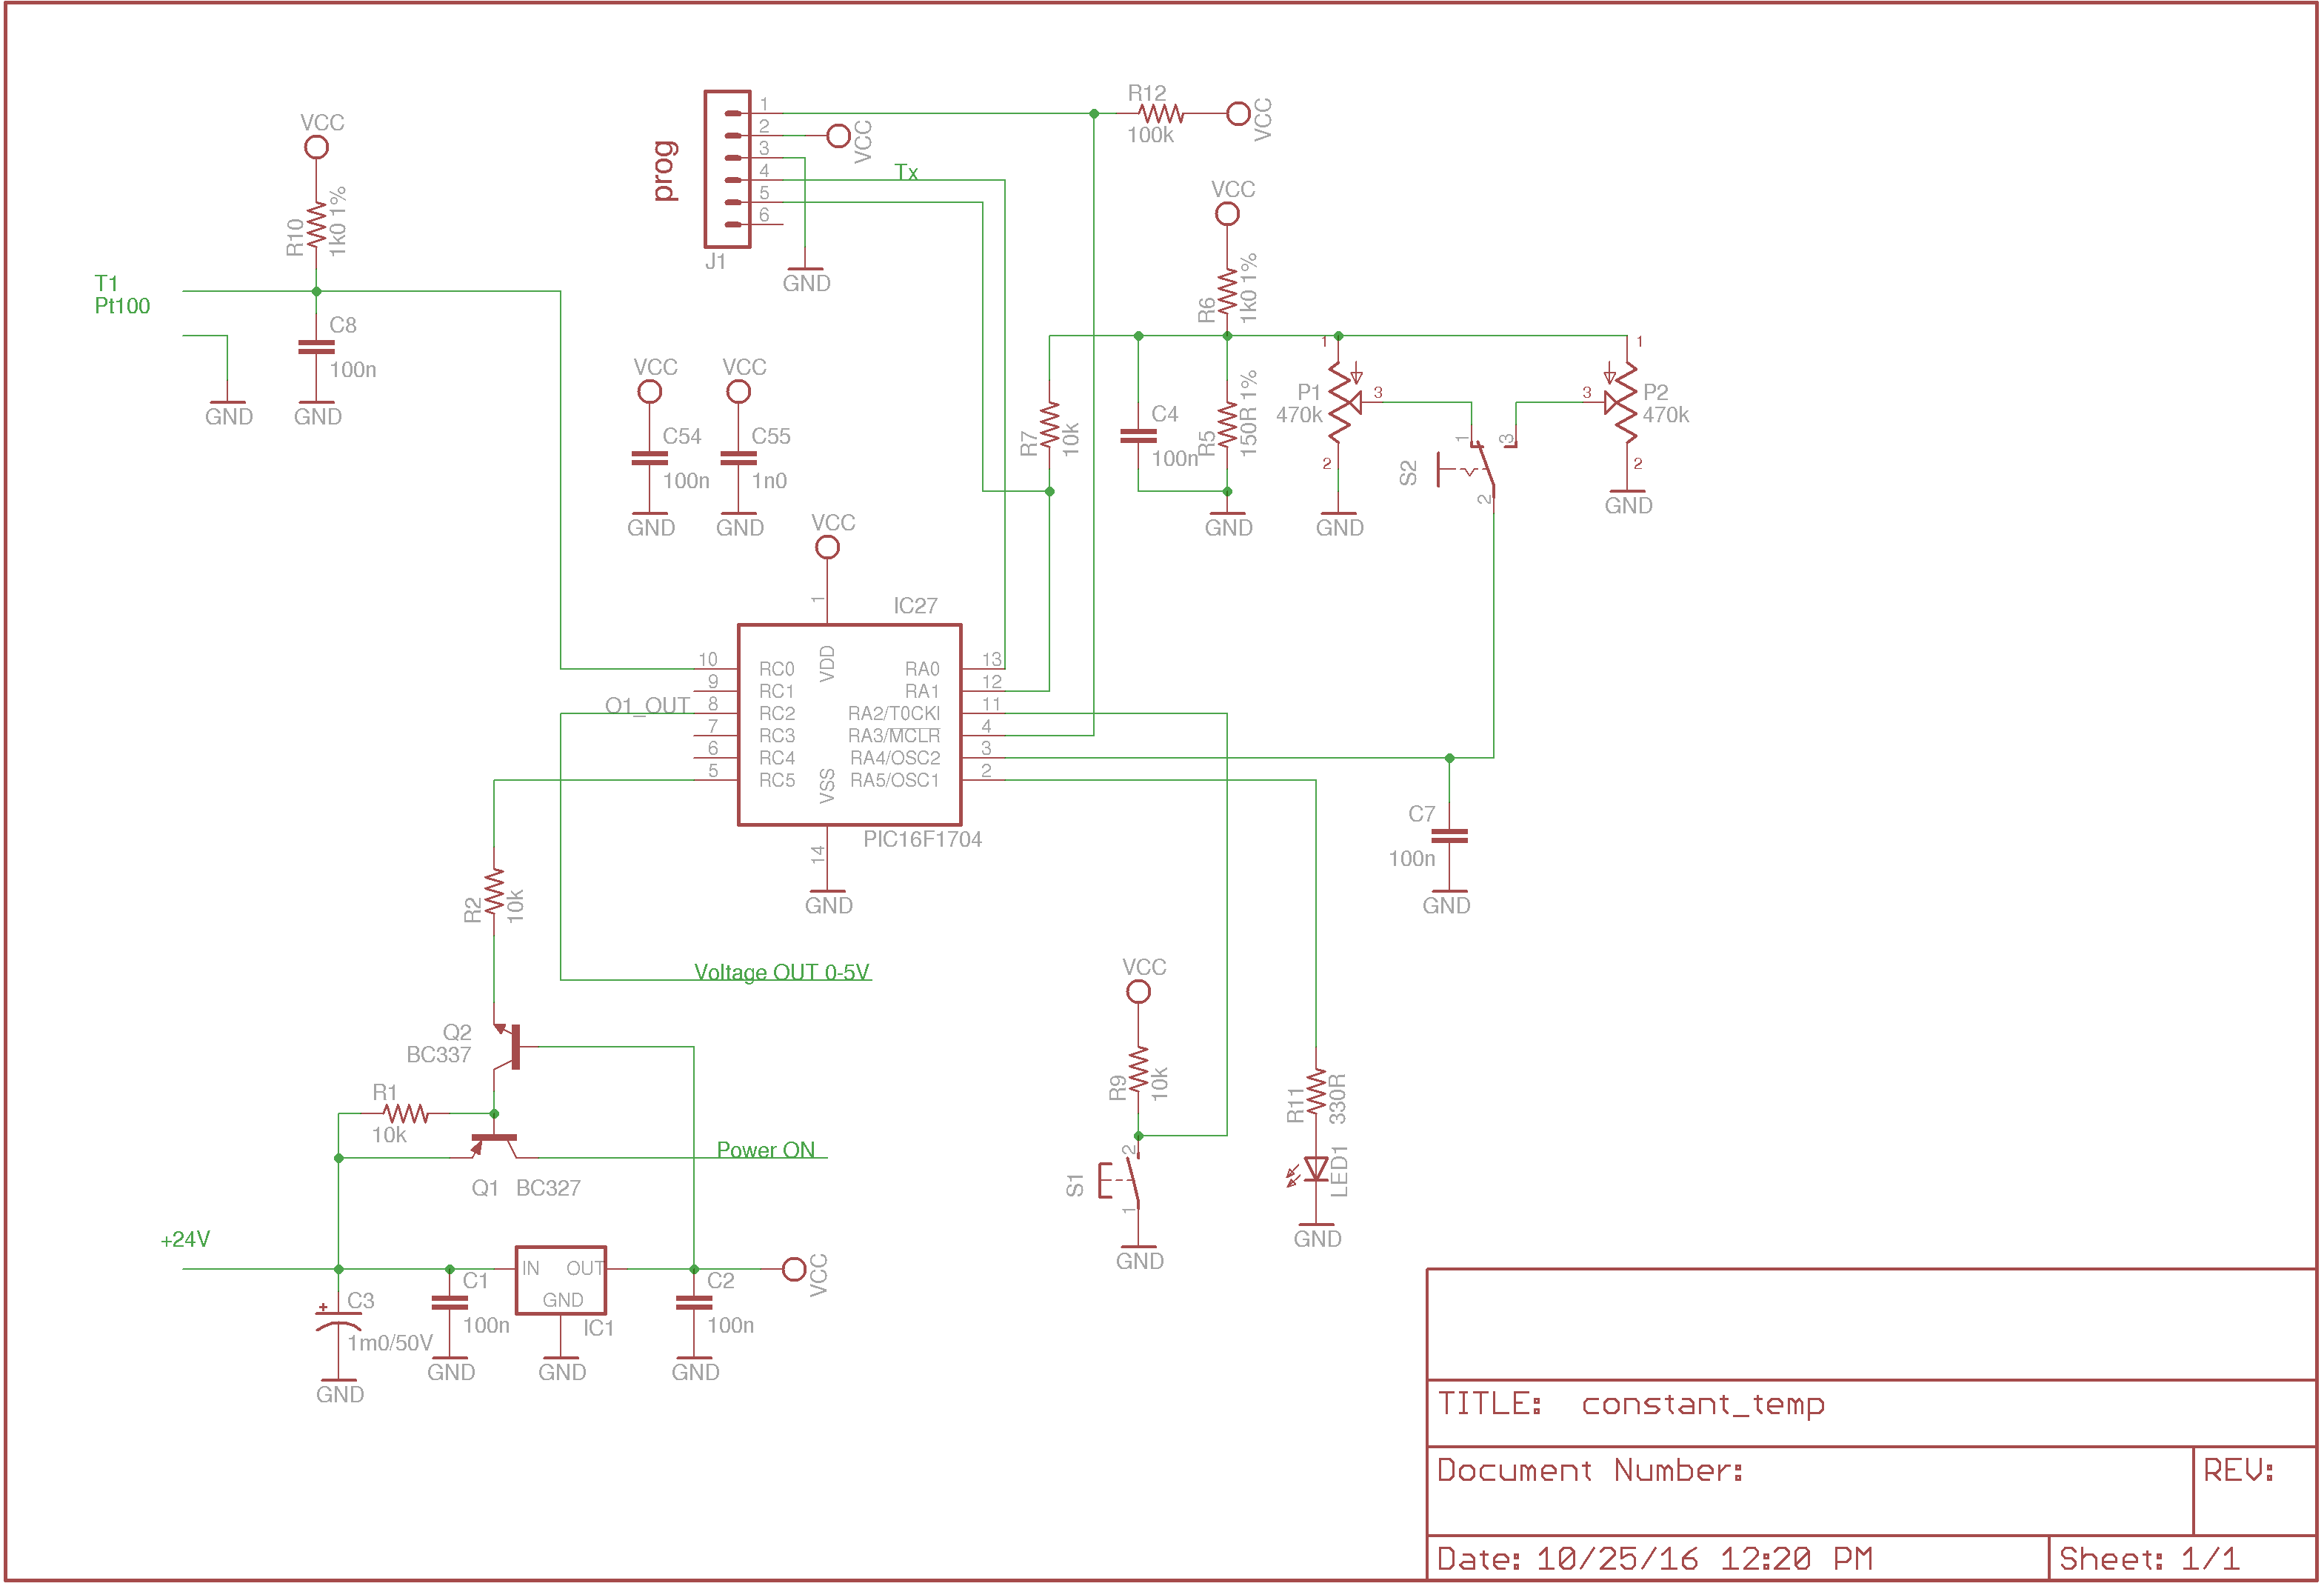 VCC
R10
1k0 1%
T1
Pt100
C8
100n
GND
GND
prog
1
2
3
4
5
6
J1
VCC
GND
Tx
R12
100k
VCC
VCC
R6
1k0 1%
R7
10k
C4
100n
R5
150R 1%
GND
1
P1
470k
3
2
GND
1
3
P2
470k
2
GND
S2
1
3
2
VCC
C54
100n
GND
VCC
C55
1n0
GND
VCC
1
IC27
10
RC0
VDD
RA0
13
9
RC1
RA1
12
O1_OUT
8
RC2
RA2/T0CKI
11
7
RC3
RA3/MCLR
4
6
RC4
RA4/OSC2
3
5
RC5
VSS
RA5/OSC1
2
PIC16F1704
14
GND
C7
100n
GND
R2
10k
Voltage OUT 0-5V
Q2
BC337
R1
10k
Power ON
Q1
BC327
+24V
C3
+
1m0/50V
GND
C1
100n
GND
IN
OUT
GND
IC1
GND
C2
100n
GND
VCC
VCC
R9
10k
S1
2
1
GND
R11
330R
LED1
GND
TITLE: constant_temp
Document Number:
REV:
Date: 10/25/16 12:20 PM
Sheet: 1/1